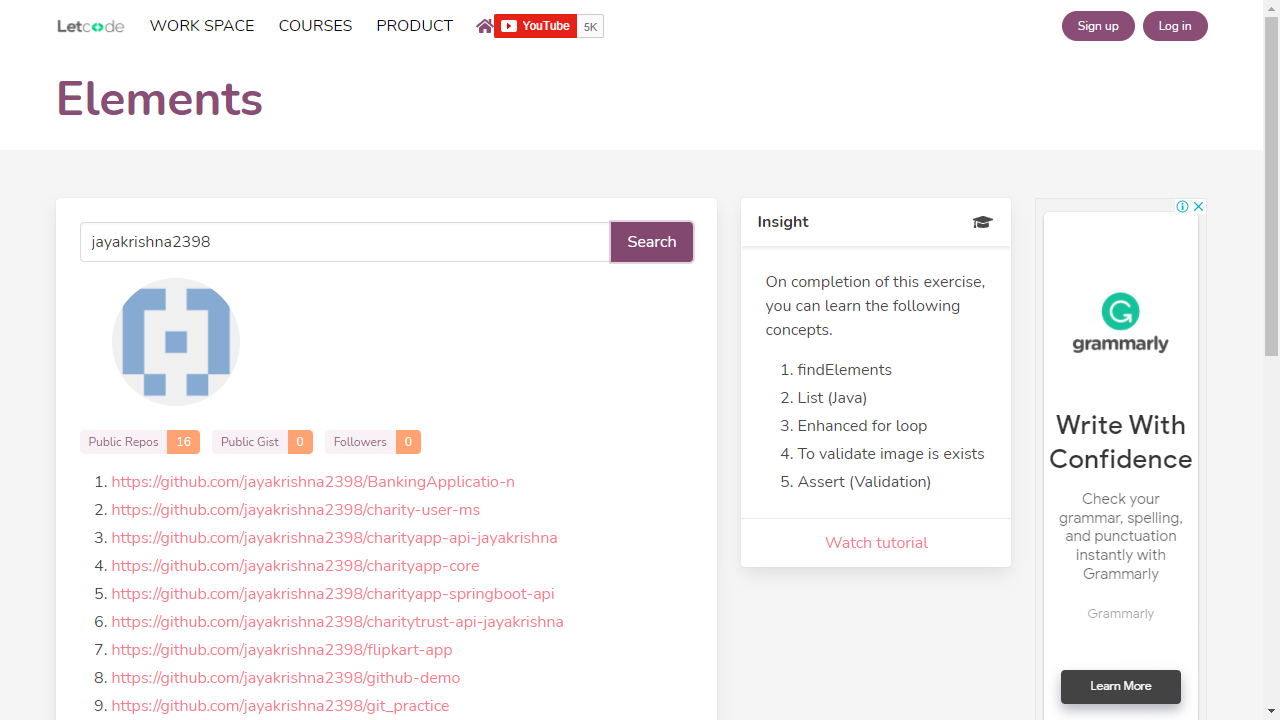 Letcode WORK SPACE COURSES PRODUCT YouTube 5K Sign up Log in
Elements
jayakrishna2398 Search
Public Repos 16 Public Gist 0 Followers 0
1. https://github.com/jayakrishna2398/BankingApplicatio-n
2. https://github.com/jayakrishna2398/charity-user-ms
3. https://github.com/jayakrishna2398/charityapp-api-jayakrishna
4. https://github.com/jayakrishna2398/charityapp-core
5. https://github.com/jayakrishna2398/charityapp-springboot-api
6. https://github.com/jayakrishna2398/charitytrust-api-jayakrishna
7. https://github.com/jayakrishna2398/flipkart-app
8. https://github.com/jayakrishna2398/github-demo
9. https://github.com/jayakrishna2398/git_practice
Insight
On completion of this exercise,
you can learn the following
concepts.
1. findElements
2. List (Java)
3. Enhanced for loop
4. To validate image is exists
5. Assert (Validation)
Watch tutorial
grammarly
Write With
Confidence
Check your
grammar, spelling,
and punctuation
instantly with
Grammarly
Grammarly
Learn More